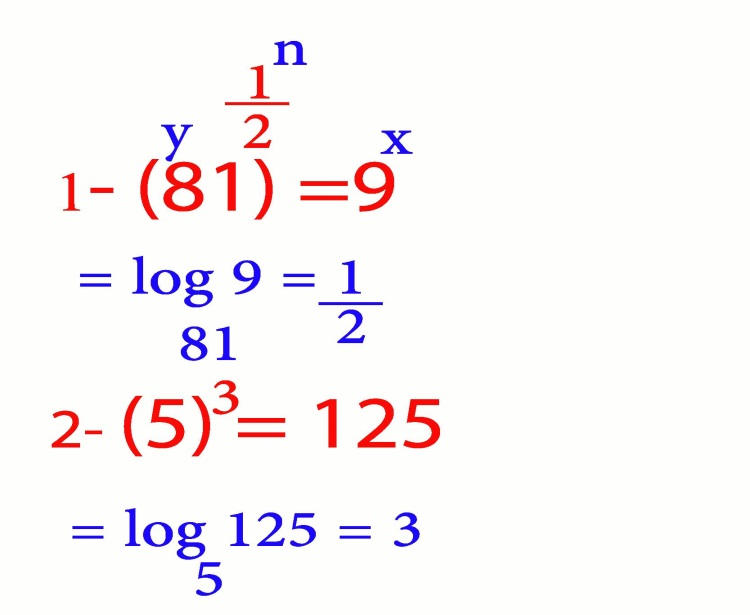 n
1
y 2 x
1- (81) =9
= log 9 = 1
81 2
2- (5)³= 125
= log 125 = 3
5